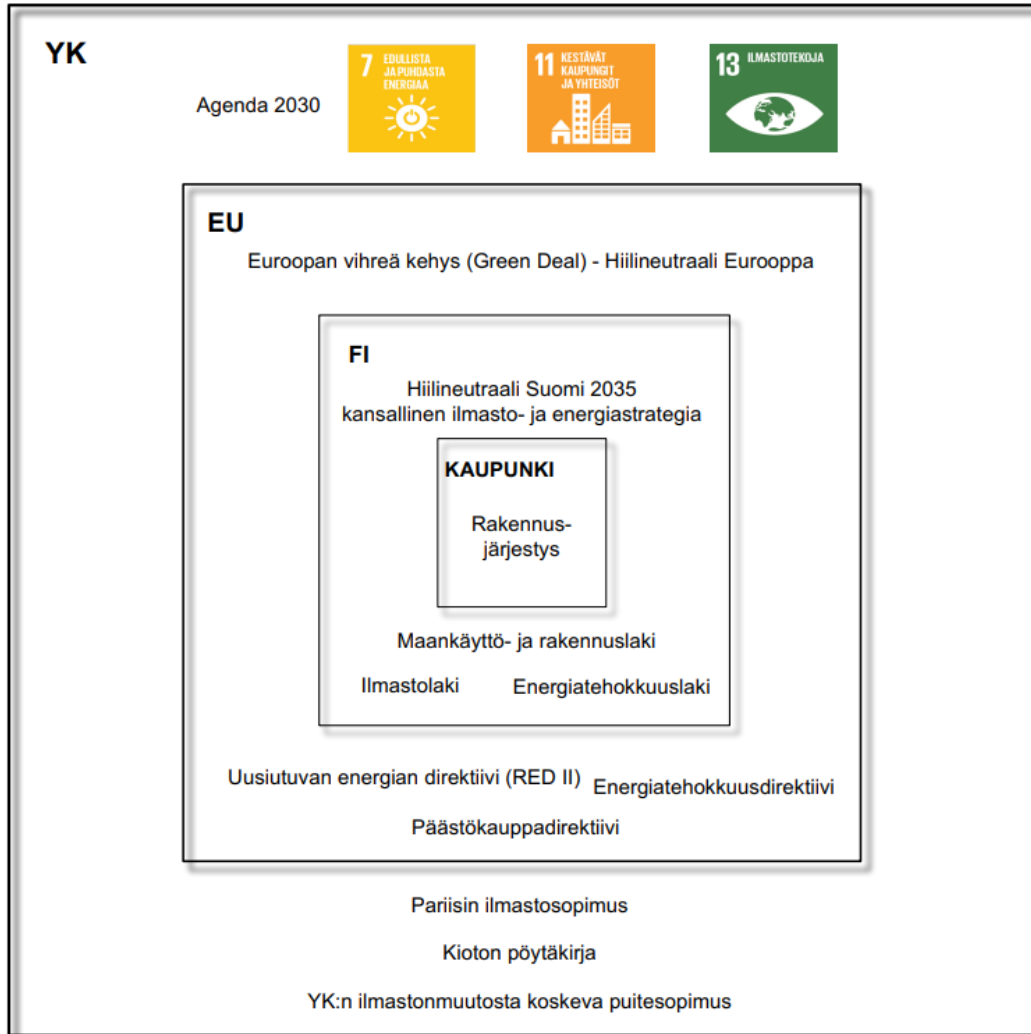 YK
Agenda 2030
7 EDULLISTA
JA PUHDASTA
ENERGIAA
11 KESTÄVÄT
KAUPUNGIT
JA YHTEISÖT
13 ILMASTOTEKOJA
EU
Euroopan vihreä kehys (Green Deal) - Hiilineutraali Eurooppa
FI
Hiilineutraali Suomi 2035
kansallinen ilmasto- ja energiastrategia
KAUPUNKI
Rakennus-
järjestys
Maankäyttö- ja rakennuslaki
Ilmastolaki
Energiatehokkuuslaki
Uusiutuvan energian direktiivi (RED II)
Energiatehokkuusdirektiivi
Päästökauppadirektiivi
Pariisin ilmastosopimus
Kioton pöytäkirja
YK:n ilmastonmuutosta koskeva puitesopimus